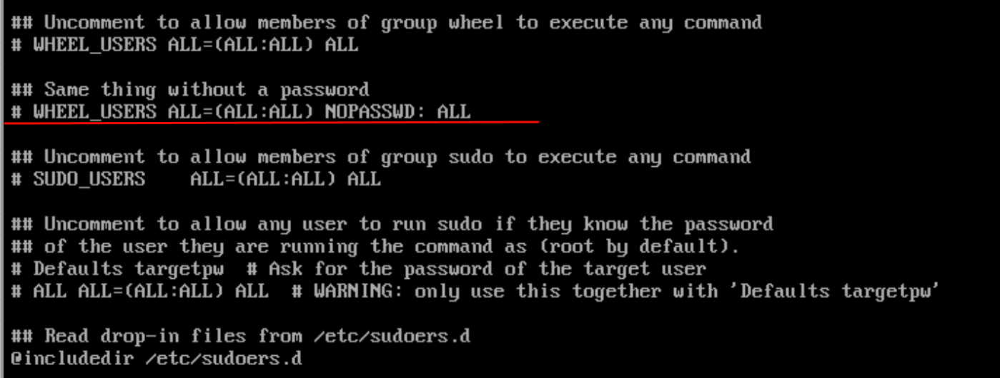 ## Uncomment to allow members of group wheel to execute any command
# WHEEL_USERS ALL=(ALL:ALL) ALL
## Same thing without a password
# WHEEL_USERS ALL=(ALL:ALL) NOPASSWD: ALL
## Uncomment to allow members of group sudo to execute any command
# SUDO_USERS    ALL=(ALL:ALL) ALL
## Uncomment to allow any user to run sudo if they know the password
## of the user they are running the command as (root by default).
# Defaults targetpw  # Ask for the password of the target user
# ALL ALL=(ALL:ALL) ALL  # WARNING: only use this together with 'Defaults targetpw'
## Read drop-in files from /etc/sudoers.d
@includedir /etc/sudoers.d